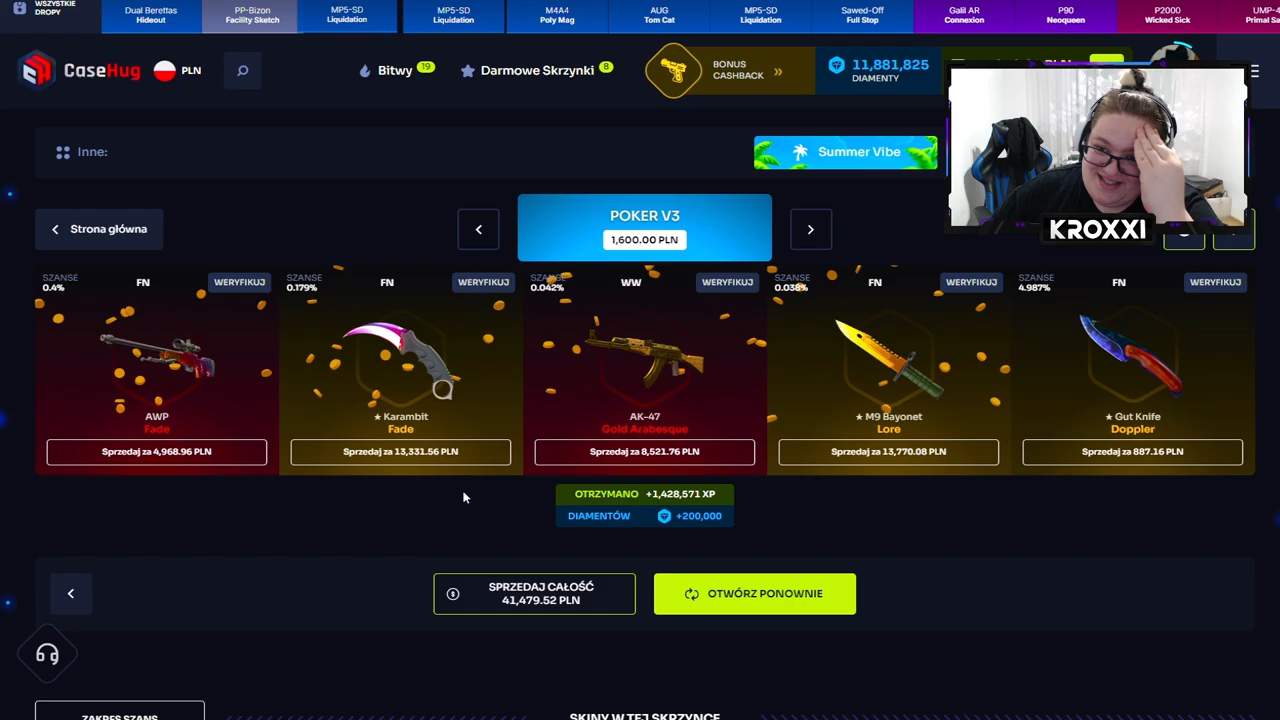 WSZYSTKIE
DROPY
Dual Berettas
Hideout
PP-Bizon
Facility Sketch
MP5-SD
Liquidation
MP5-SD
Liquidation
M4A4
Poly Mag
AUG
Tom Cat
MP5-SD
Liquidation
Sawed-Off
Full Stop
Galil AR
Connexion
P90
Neoqueen
P2000
Wicked Sick
UMP-4
Primal Sa
CaseHug
PLN
Bitwy 19
Darmowe Skrzynki 8
BONUS
CASHBACK
11,881,825
DIAMENTY
Inne:
Summer Vibe
KROXXI
Strona główna
POKER V3
1,600.00 PLN
SZANSE
0.4%
FN
WERYFIKUJ
AWP
Fade
Sprzedaj za 4,968.96 PLN
SZANSE
0.179%
FN
WERYFIKUJ
★ Karambit
Fade
Sprzedaj za 13,331.56 PLN
SZANSE
0.042%
WW
WERYFIKUJ
AK-47
Gold Arabesque
Sprzedaj za 8,521.76 PLN
SZANSE
0.038%
FN
WERYFIKUJ
★ M9 Bayonet
Lore
Sprzedaj za 13,770.08 PLN
SZANSE
4.987%
FN
WERYFIKUJ
★ Gut Knife
Doppler
Sprzedaj za 887.16 PLN
OTRZYMANO +1,428,571 XP
DIAMENTÓW +200,000
SPRZEDAJ CAŁOŚĆ
41,479.52 PLN
OTWÓRZ PONOWNIE
ZAKRES SZANS
SKINY W TEJ SKRZYNCE